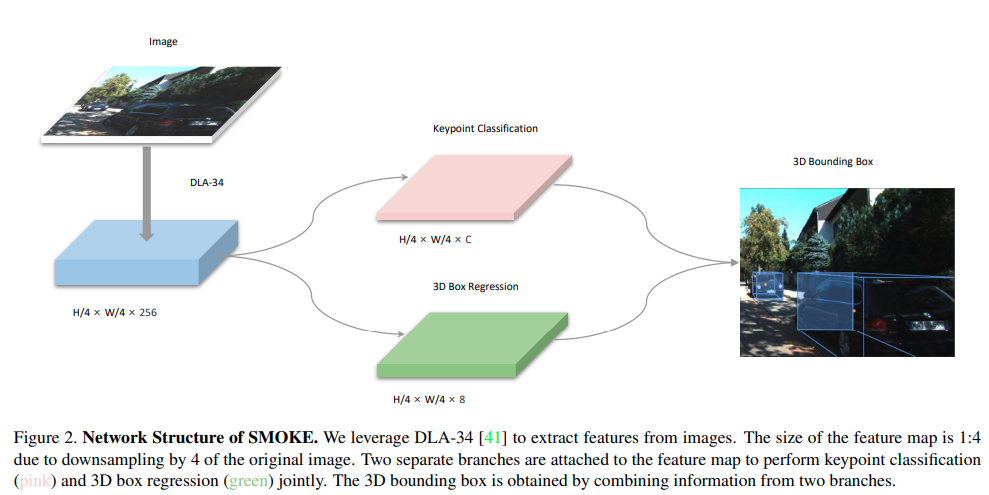 Image
Keypoint Classification
3D Bounding Box
DLA-34
H/4 × W/4 × C
3D Box Regression
H/4 × W/4 × 256
H/4 × W/4 × 8
Figure 2. Network Structure of SMOKE. We leverage DLA-34 [41] to extract features from images. The size of the feature map is 1:4
due to downsampling by 4 of the original image. Two separate branches are attached to the feature map to perform keypoint classification
(pink) and 3D box regression (green) jointly. The 3D bounding box is obtained by combining information from two branches.